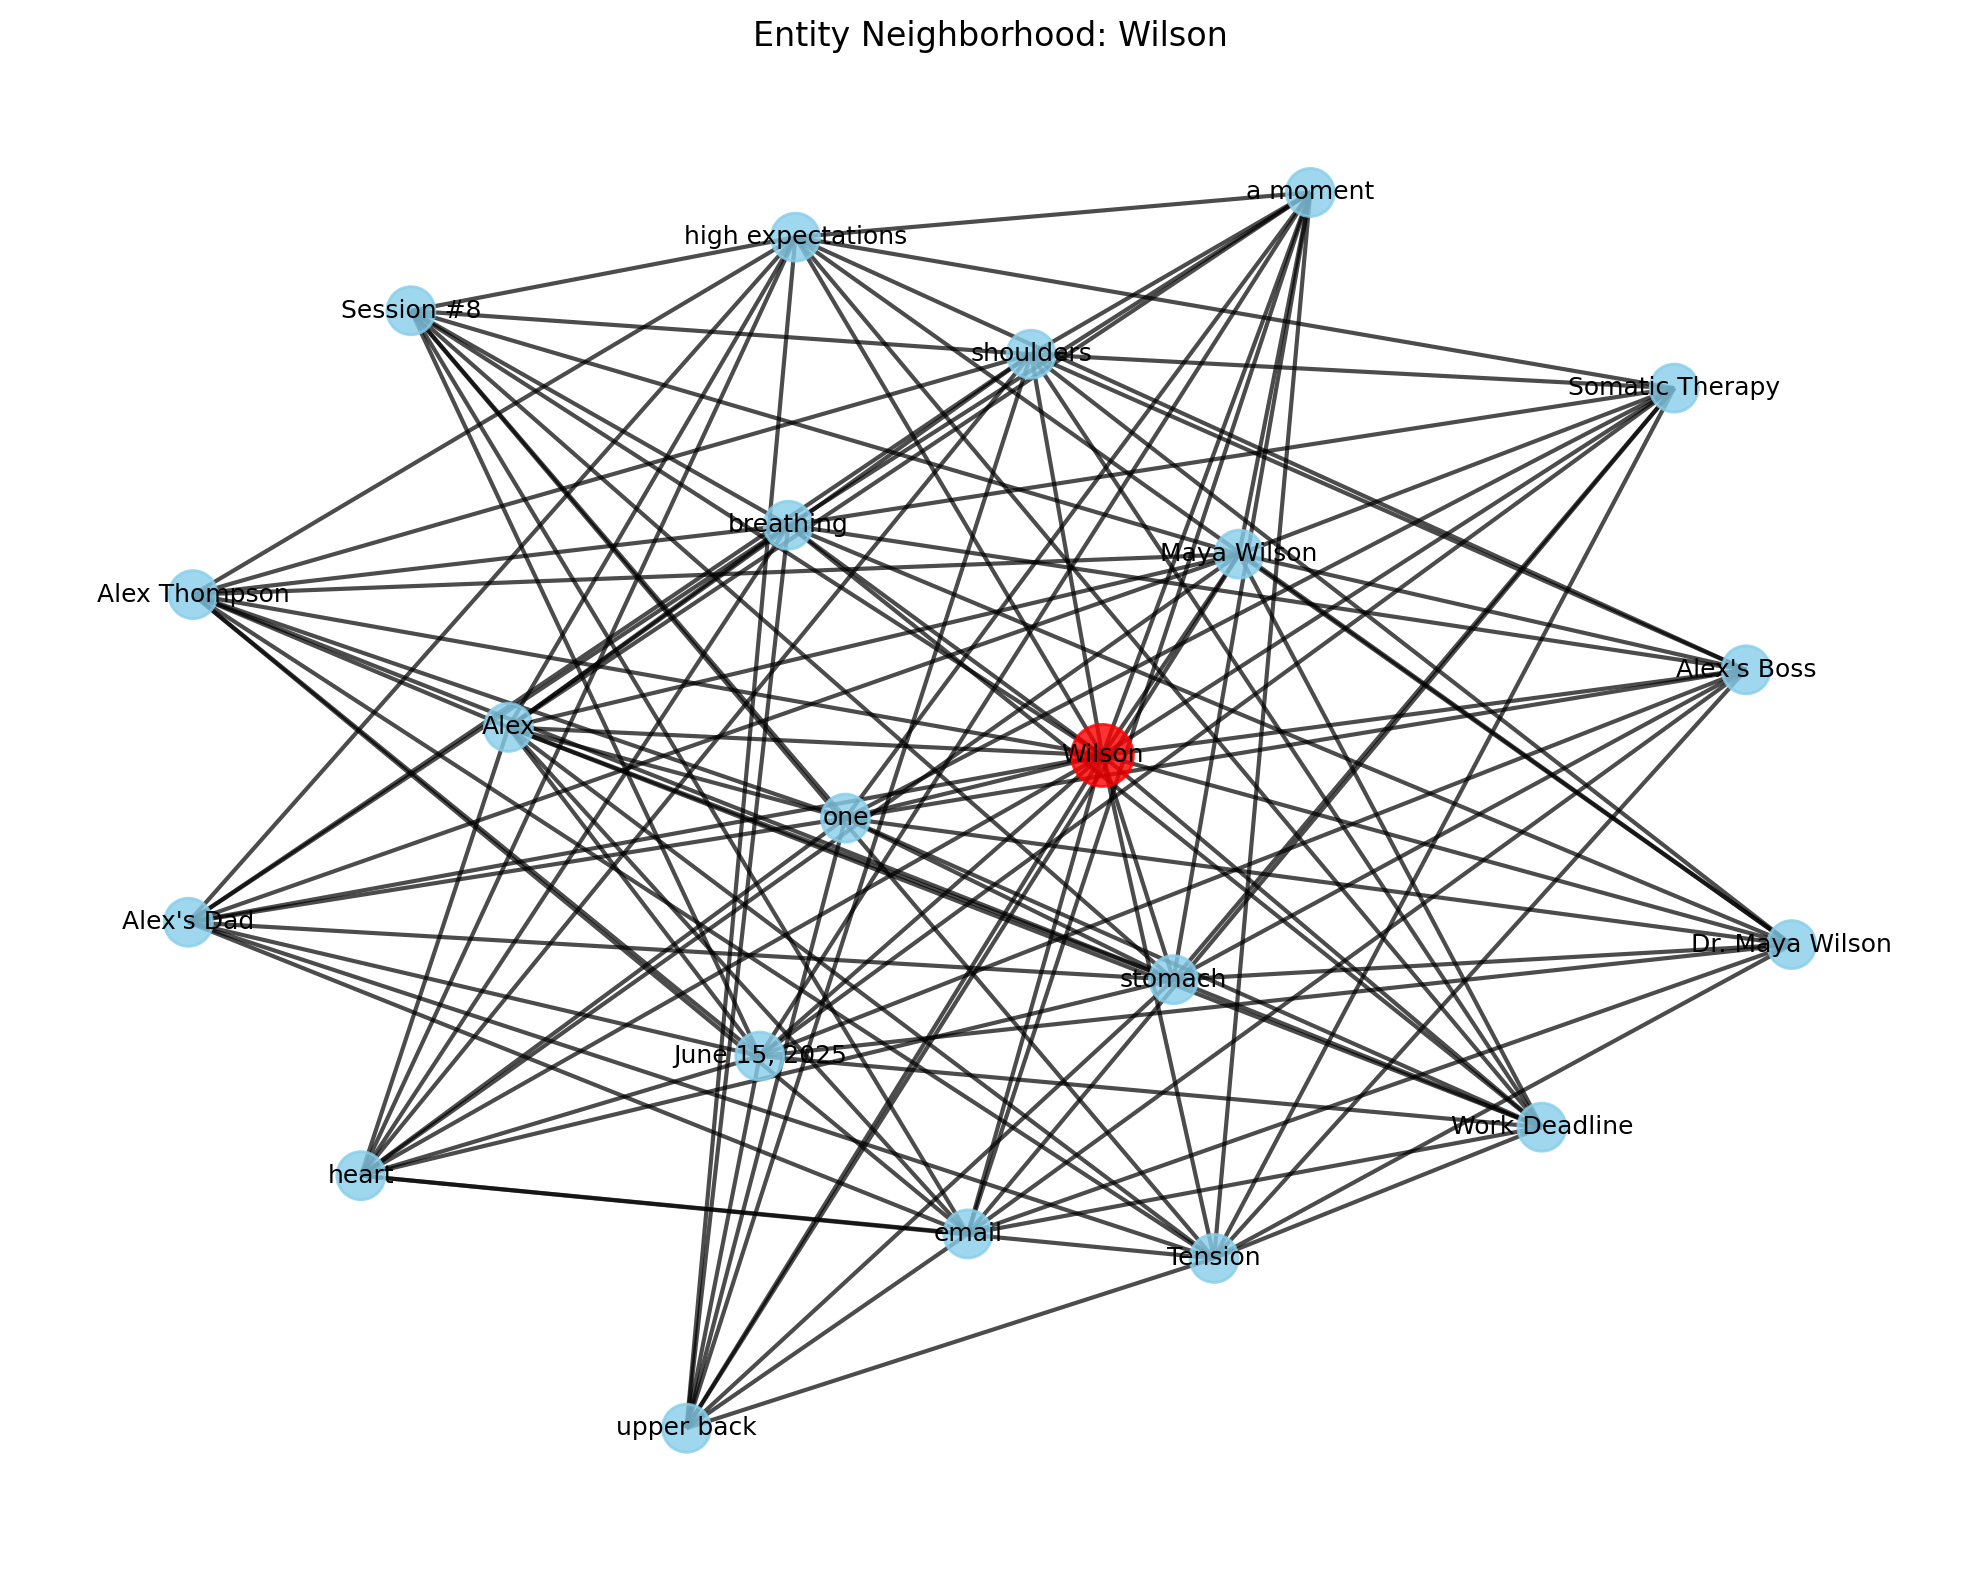 Entity Neighborhood: Wilson
a moment
high expectations
Session #8
shoulders
Somatic Therapy
breathing
Maya Wilson
Alex Thompson
Alex's Boss
Alex
Wilson
one
Alex's Dad
Dr. Maya Wilson
stomach
June 15, 2025
Work Deadline
heart
email
Tension
upper back